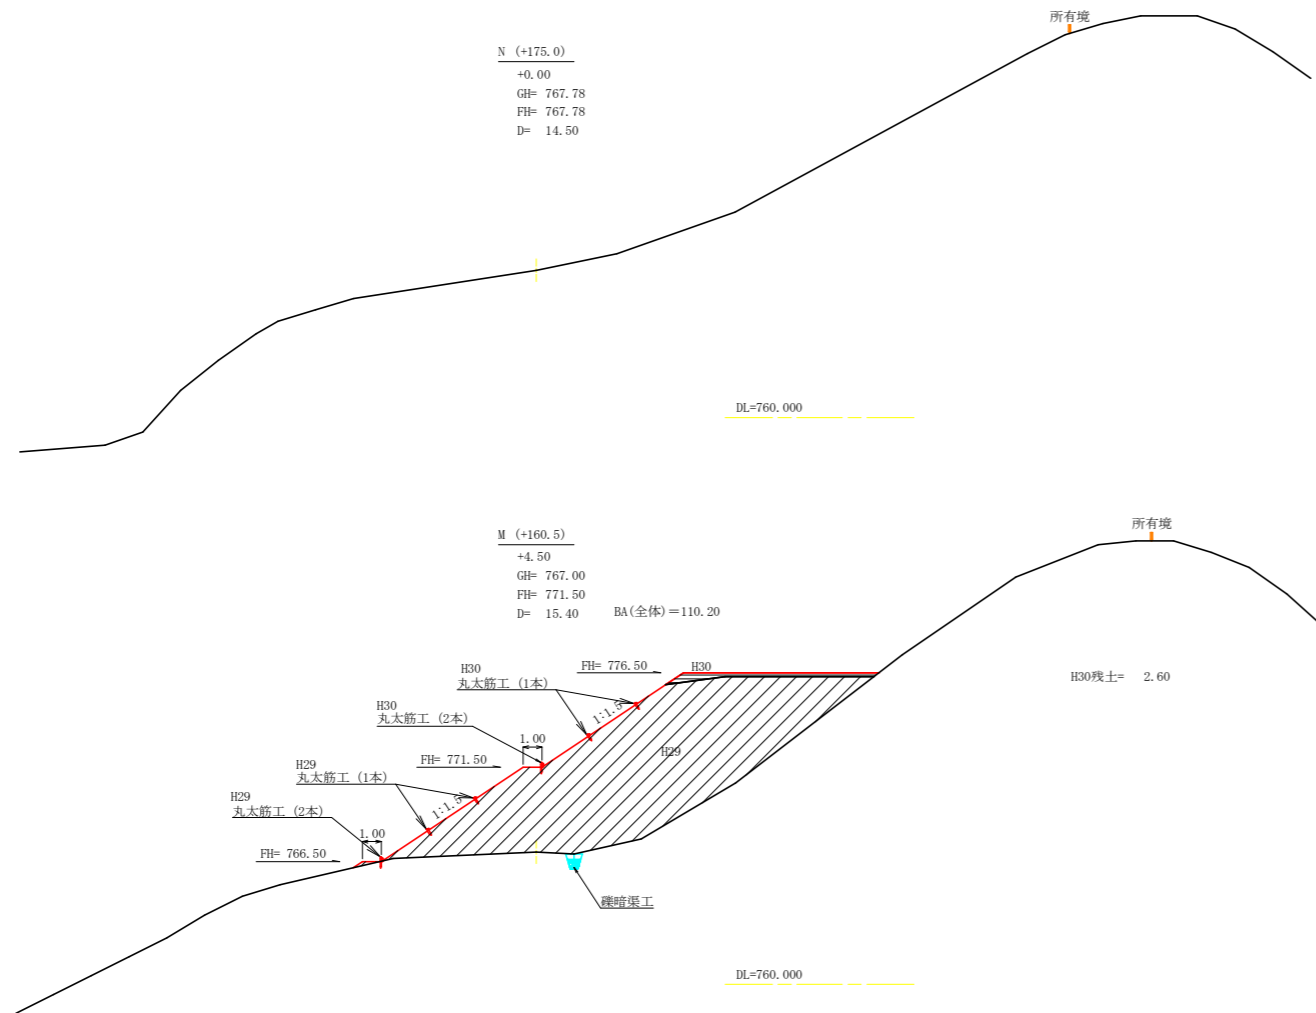 所有境
N (+175.0)
+0.00
GH= 767.78
FH= 767.78
D= 14.50
DL=760.000
所有境
M (+160.5)
+4.50
GH= 767.00
FH= 771.50
D= 15.40
BA(全体)=110.20
H30
丸太筋工 (1本)
FH= 776.50
H30
H30残土= 2.60
H30
丸太筋工 (2本)
1:1.5
1.00
FH= 771.50
H29
H29
丸太筋工 (1本)
H29
丸太筋工 (2本)
1:1.5
1.00
FH= 766.50
礫暗渠工
DL=760.000